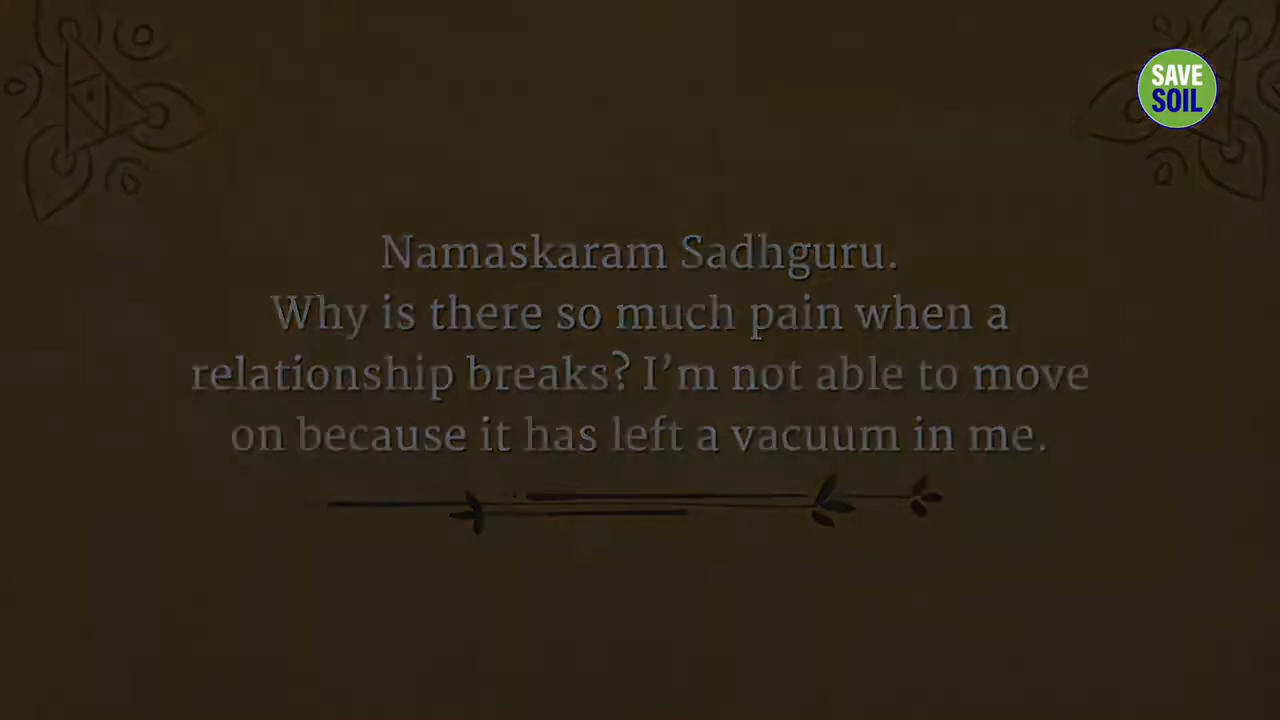 SAVE
SOIL
Namaskaram Sadhguru.
Why is there so much pain when a
relationship breaks? I’m not able to move
on because it has left a vacuum in me.